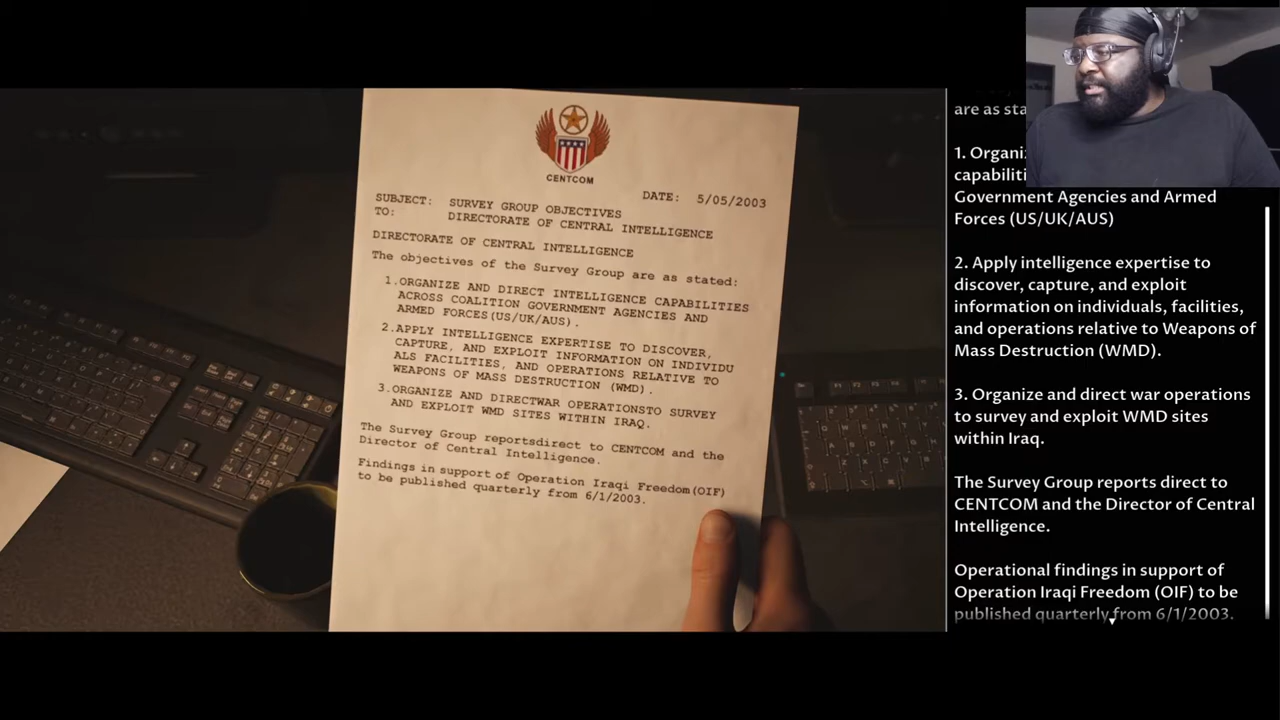 CENTCOM
DATE: 5/05/2003
SUBJECT: SURVEY GROUP OBJECTIVES
TO: DIRECTORATE OF CENTRAL INTELLIGENCE
DIRECTORATE OF CENTRAL INTELLIGENCE
The objectives of the Survey Group are as stated:
1.ORGANIZE AND DIRECT INTELLIGENCE CAPABILITIES
ACROSS COALITION GOVERNMENT AGENCIES AND
ARMED FORCES(US/UK/AUS).
2.APPLY INTELLIGENCE EXPERTISE TO DISCOVER,
CAPTURE, AND EXPLOIT INFORMATION ON INDIVIDU
ALS FACILITIES, AND OPERATIONS RELATIVE TO
WEAPONS OF MASS DESTRUCTION (WMD).
3.ORGANIZE AND DIRECTWAR OPERATIONSTO SURVEY
AND EXPLOIT WMD SITES WITHIN IRAQ.
The Survey Group reportsdirect to CENTCOM and the
Director of Central Intelligence.
Findings in support of Operation Iraqi Freedom(OIF)
to be published quarterly from 6/1/2003.
are as
1.
Government Agencies and Armed
Forces (US/UK/AUS)
2. Apply intelligence expertise to
discover, capture, and exploit
information on individuals, facilities,
and operations relative to Weapons of
Mass Destruction (WMD).
3. Organize and direct war operations
to survey and exploit WMD sites
within Iraq.
The Survey Group reports direct to
CENTCOM and the Director of Central
Intelligence.
Operational findings in support of
Operation Iraqi Freedom (OIF) to be
published quarterly from 6/1/2003.